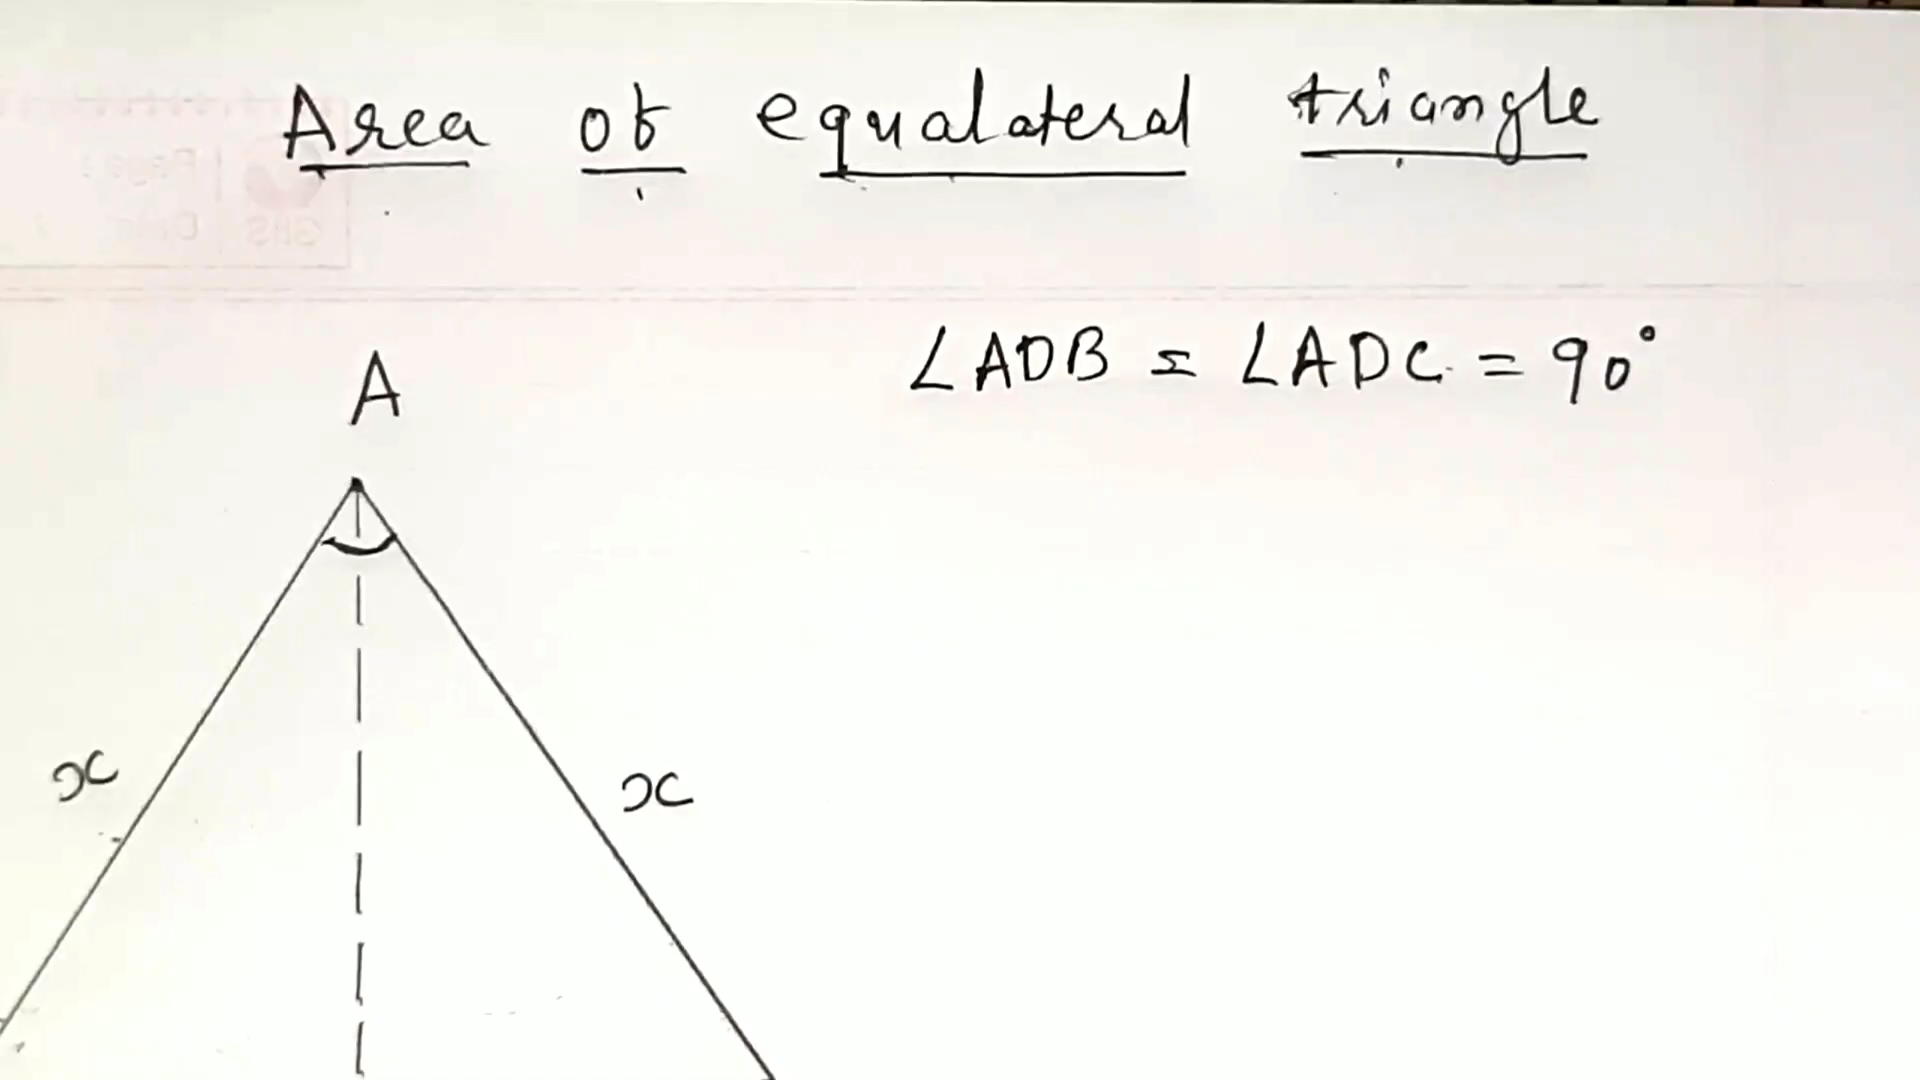 Area of equalateral triangle
∠ADB = ∠ADC = 90°
A
x
x